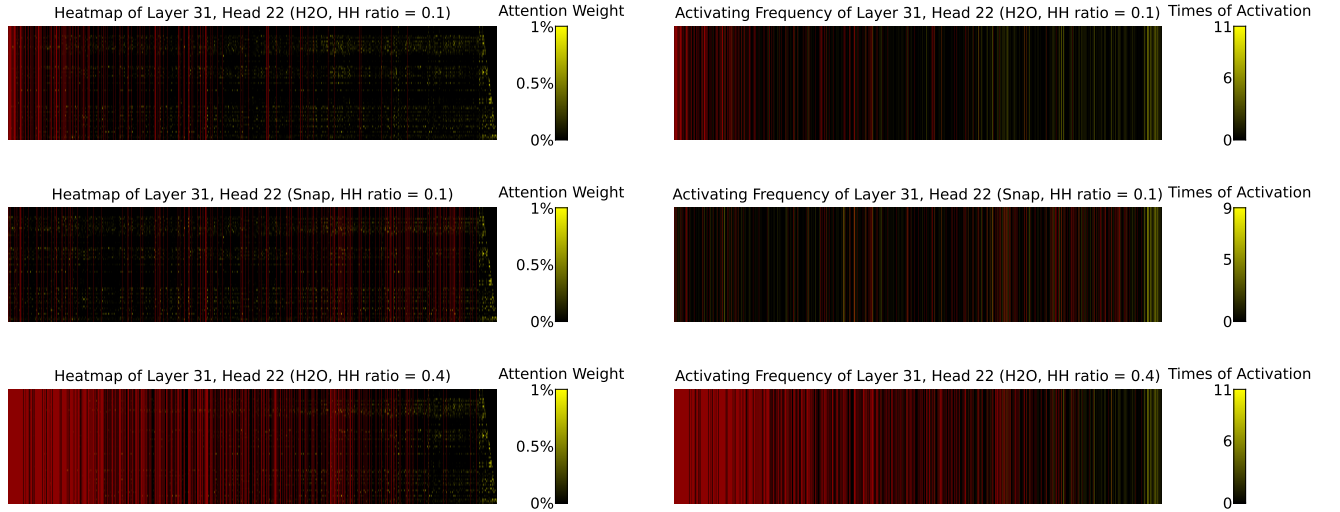 Heatmap of Layer 31, Head 22 (H2O, HH ratio = 0.1)
Attention Weight
1%
0.5%
0%
Activating Frequency of Layer 31, Head 22 (H2O, HH ratio = 0.1)
Times of Activation
11
6
0
Heatmap of Layer 31, Head 22 (Snap, HH ratio = 0.1)
Attention Weight
1%
0.5%
0%
Activating Frequency of Layer 31, Head 22 (Snap, HH ratio = 0.1)
Times of Activation
9
5
0
Heatmap of Layer 31, Head 22 (H2O, HH ratio = 0.4)
Attention Weight
1%
0.5%
0%
Activating Frequency of Layer 31, Head 22 (H2O, HH ratio = 0.4)
Times of Activation
11
6
0